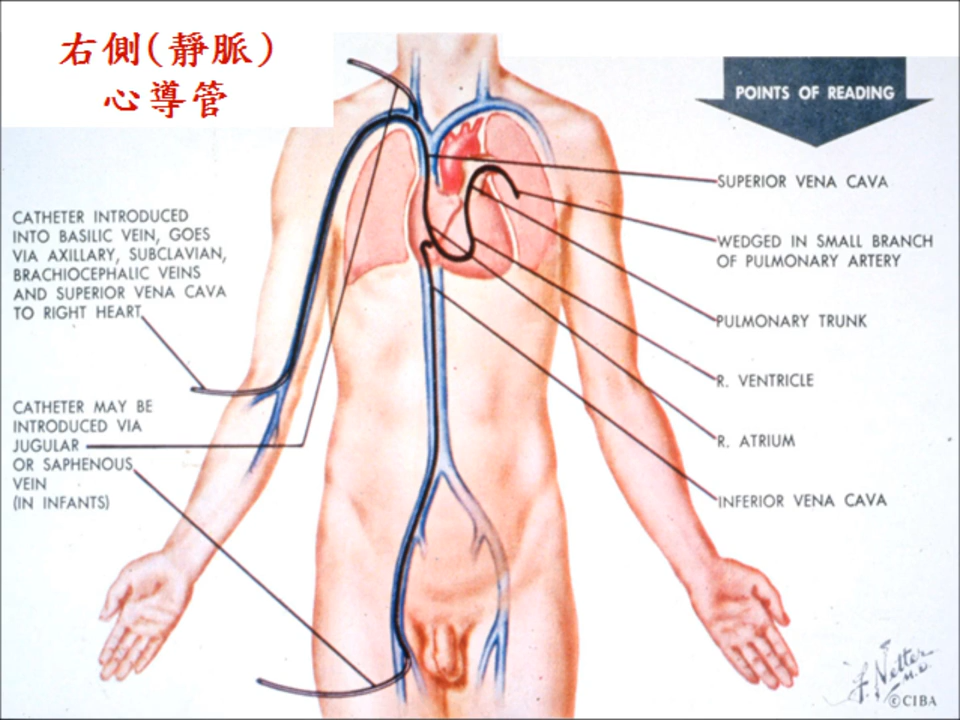 右側(靜脈)
心導管
POINTS OF READING
SUPERIOR VENA CAVA
WEDGED IN SMALL BRANCH
OF PULMONARY ARTERY
PULMONARY TRUNK
R. VENTRICLE
R. ATRIUM
INFERIOR VENA CAVA
CATHETER INTRODUCED
INTO BASILIC VEIN, GOES
VIA AXILLARY, SUBCLAVIAN,
BRACHIOCEPHALIC VEINS
AND SUPERIOR VENA CAVA
TO RIGHT HEART
CATHETER MAY BE
INTRODUCED VIA
JUGULAR
OR SAPHENOUS
VEIN
(IN INFANTS)
F. Netter
M.D.
©CIBA